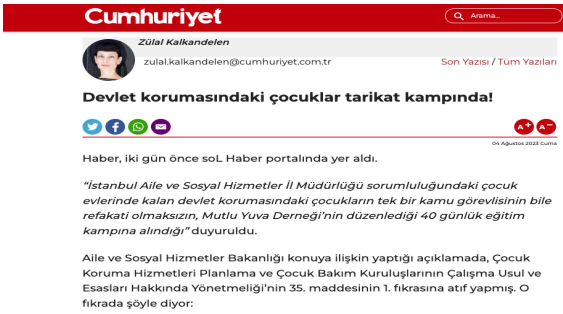 Cumhuriyet
Arama...
Zülal Kalkandelen
zulal.kalkandelen@cumhuriyet.com.tr
Son Yazısı / Tüm Yazıları
Devlet korumasındaki çocuklar tarikat kampında!
A+ A-
04 Ağustos 2023 Cuma
Haber, iki gün önce soL Haber portalında yer aldı.
“İstanbul Aile ve Sosyal Hizmetler İl Müdürlüğü sorumluluğundaki çocuk
evlerinde kalan devlet korumasındaki çocukların tek bir kamu görevlisinin bile
refakati olmaksızın, Mutlu Yuva Derneği’nin düzenlediği 40 günlük eğitim
kampına alındığı” duyuruldu.
Aile ve Sosyal Hizmetler Bakanlığı konuya ilişkin yaptığı açıklamada, Çocuk
Koruma Hizmetleri Planlama ve Çocuk Bakım Kuruluşlarının Çalışma Usul ve
Esasları Hakkında Yönetmeliği’nin 35. maddesinin 1. fıkrasına atıf yapmış. O
fıkrada şöyle diyor: